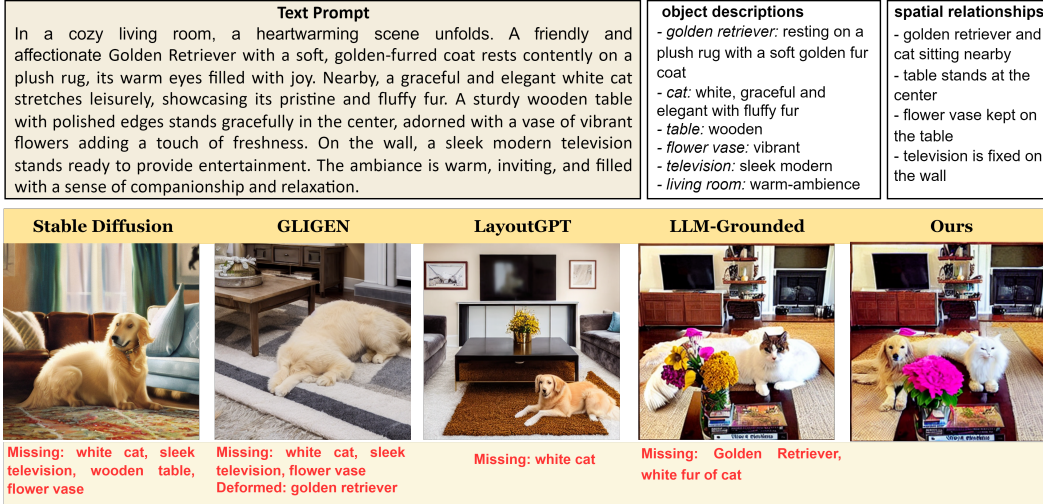 Text Prompt
In a cozy living room, a heartwarming scene unfolds. A friendly and
affectionate Golden Retriever with a soft, golden-furred coat rests contently on a
plush rug, its warm eyes filled with joy. Nearby, a graceful and elegant white cat
stretches leisurely, showcasing its pristine and fluffy fur. A sturdy wooden table
with polished edges stands gracefully in the center, adorned with a vase of vibrant
flowers adding a touch of freshness. On the wall, a sleek modern television
stands ready to provide entertainment. The ambiance is warm, inviting, and filled
with a sense of companionship and relaxation.
object descriptions
- golden retriever: resting on a
plush rug with a soft golden fur
coat
- cat: white, graceful and
elegant with fluffy fur
- table: wooden
- flower vase: vibrant
- television: sleek modern
- living room: warm-ambience
spatial relationships
- golden retriever and
cat sitting nearby
- table stands at the
center
- flower vase kept on
the table
- television is fixed on
the wall
Stable Diffusion
GLIGEN
LayoutGPT
LLM-Grounded
Ours
Missing: white cat, sleek
television, wooden table,
flower vase
Missing: white cat, sleek
television, flower vase
Deformed: golden retriever
Missing: white cat
Missing: Golden Retriever,
white fur of cat